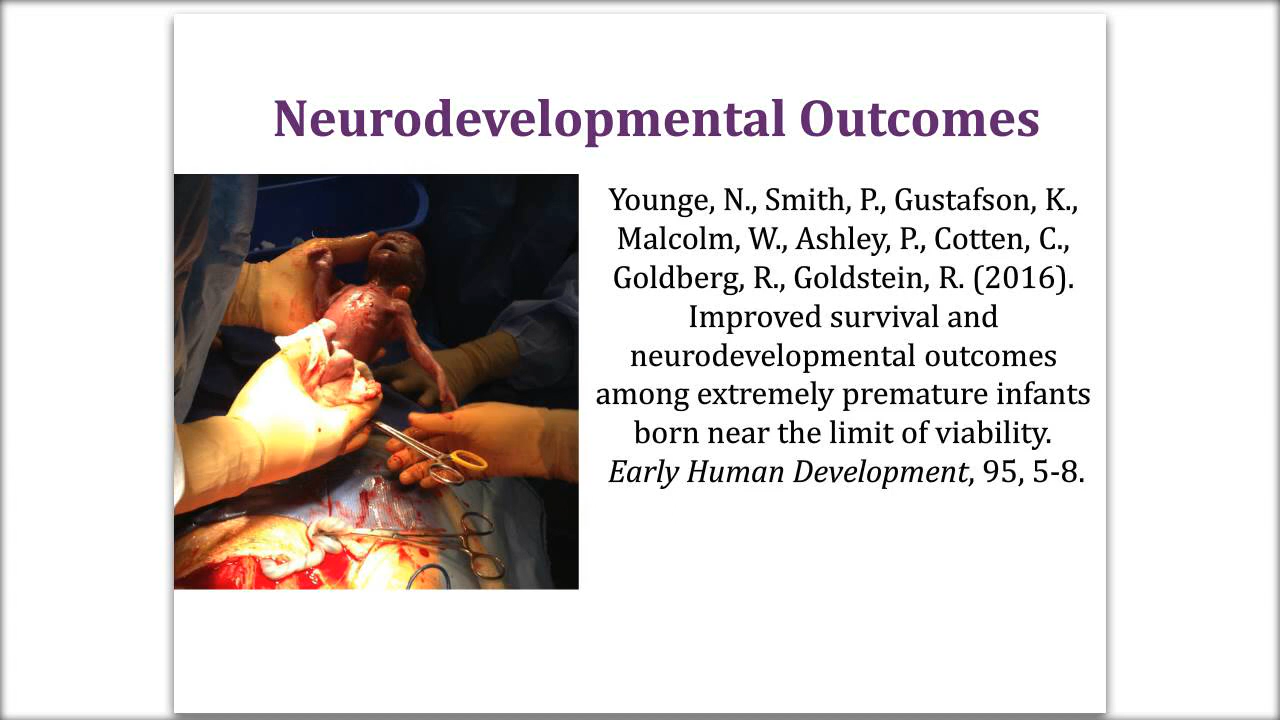 Neurodevelopmental Outcomes
Younge, N., Smith, P., Gustafson, K.,
Malcolm, W., Ashley, P., Cotten, C.,
Goldberg, R., Goldstein, R. (2016).
Improved survival and
neurodevelopmental outcomes
among extremely premature infants
born near the limit of viability.
Early Human Development, 95, 5-8.